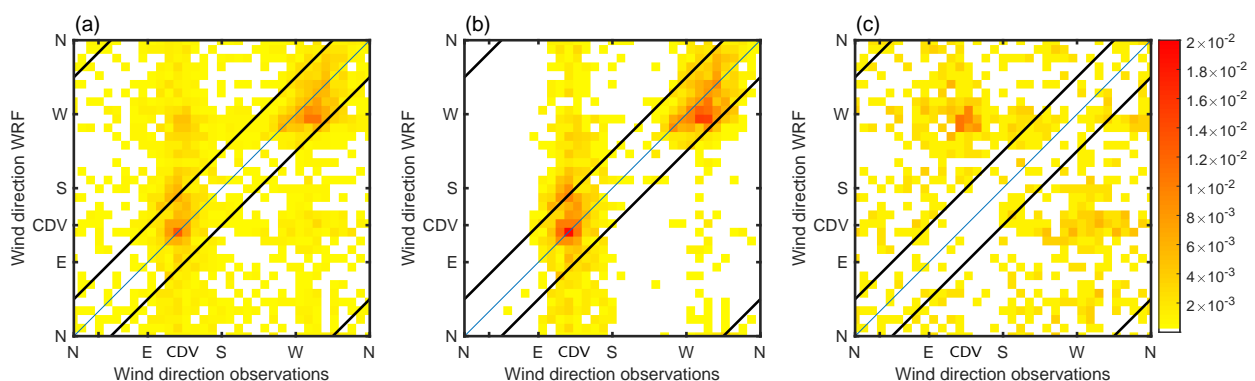 (a)
(b)
(c)
N
W
S
CDV
E
N
Wind direction WRF
N E CDV S W N
Wind direction observations
N
W
S
CDV
E
N
Wind direction WRF
N E CDV S W N
Wind direction observations
N
W
S
CDV
E
N
Wind direction WRF
N E CDV S W N
Wind direction observations
2×10⁻²
1.8×10⁻²
1.6×10⁻²
1.4×10⁻²
1.2×10⁻²
1×10⁻²
8×10⁻³
6×10⁻³
4×10⁻³
2×10⁻³